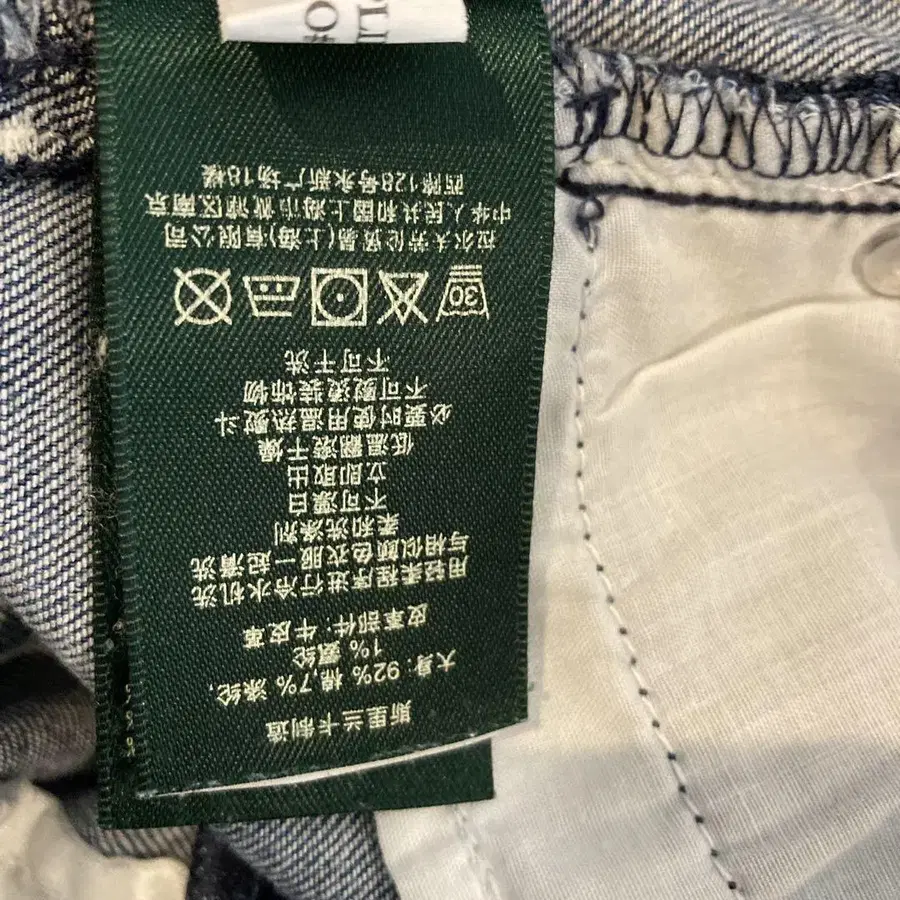 斯里兰卡制造
大身: 92% 棉,7% 涤纶,
1% 氨纶
皮革部件: 牛皮革
用轻柔程序进行冷水机洗
与相似颜色衣服一起清洗
柔和洗涤剂
不可漂白
立即取出
低温翻滚干燥
必要时使用温热熨斗
不可熨烫装饰物
不可干洗
30
拉尔夫劳伦贸易(上海)有限公司
中华人民共和国上海市黄浦区南京
西路128号永新广场18楼